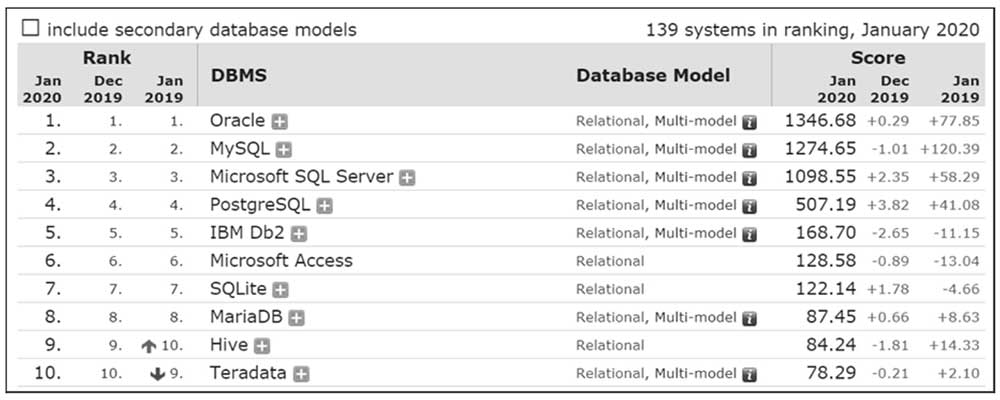 include secondary database models 139 systems in ranking, January 2020
Rank Score
Jan Dec Jan DBMS Database Model Jan Dec Jan
2020 2019 2019 2020 2019 2019
1. 1. 1. Oracle Relational, Multi-model 1346.68 +0.29 +77.85
2. 2. 2. MySQL Relational, Multi-model 1274.65 -1.01 +120.39
3. 3. 3. Microsoft SQL Server Relational, Multi-model 1098.55 +2.35 +58.29
4. 4. 4. PostgreSQL Relational, Multi-model 507.19 +3.82 +41.08
5. 5. 5. IBM Db2 Relational, Multi-model 168.70 -2.65 -11.15
6. 6. 6. Microsoft Access Relational 128.58 -0.89 -13.04
7. 7. 7. SQLite Relational 122.14 +1.78 -4.66
8. 8. 8. MariaDB Relational, Multi-model 87.45 +0.66 +8.63
9. 9. 10. Hive Relational 84.24 -1.81 +14.33
10. 10. 9. Teradata Relational, Multi-model 78.29 -0.21 +2.10